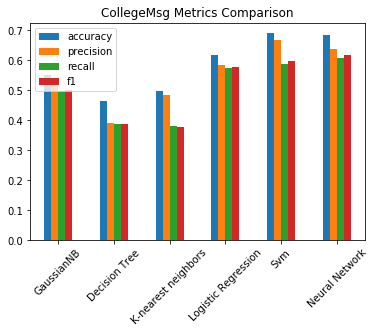 CollegeMsg Metrics Comparison
accuracy
precision
recall
f1
0.7
0.6
0.5
0.4
0.3
0.2
0.1
0.0
GaussianNB
Decision Tree
K-nearest neighbors
Logistic Regression
Svm
Neural Network